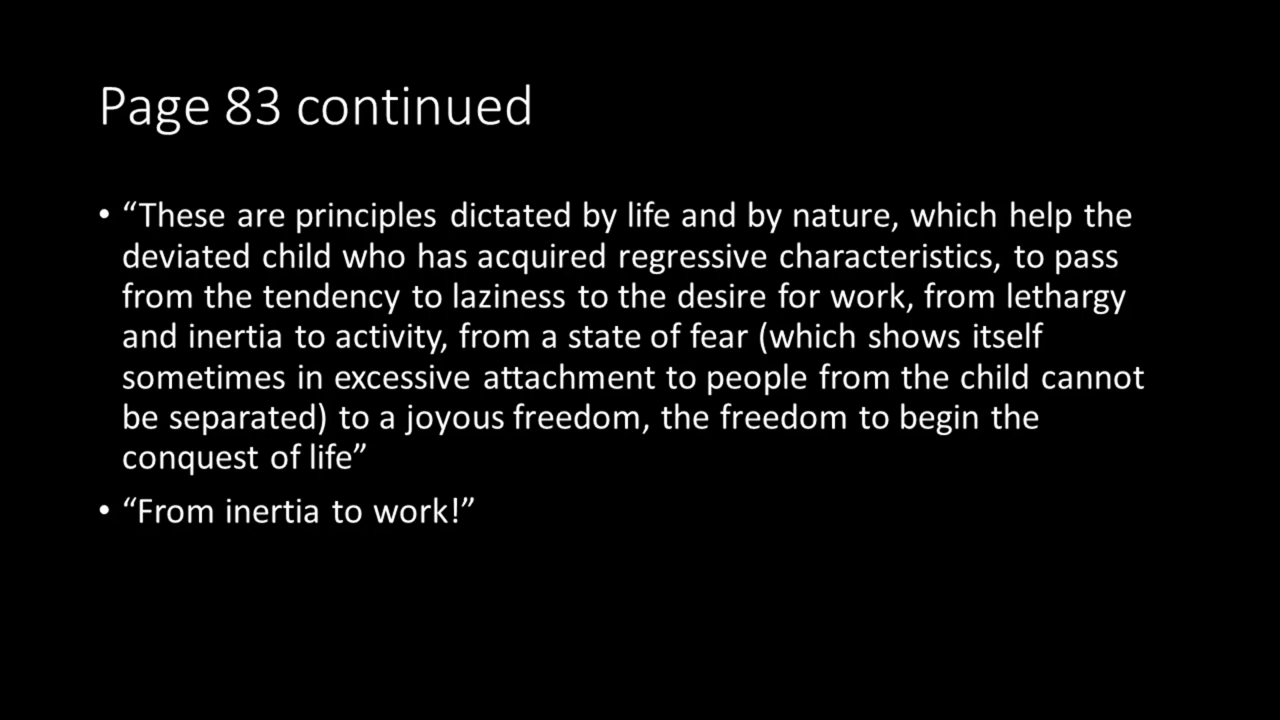 Page 83 continued
• “These are principles dictated by life and by nature, which help the
deviated child who has acquired regressive characteristics, to pass
from the tendency to laziness to the desire for work, from lethargy
and inertia to activity, from a state of fear (which shows itself
sometimes in excessive attachment to people from the child cannot
be separated) to a joyous freedom, the freedom to begin the
conquest of life”
• “From inertia to work!”